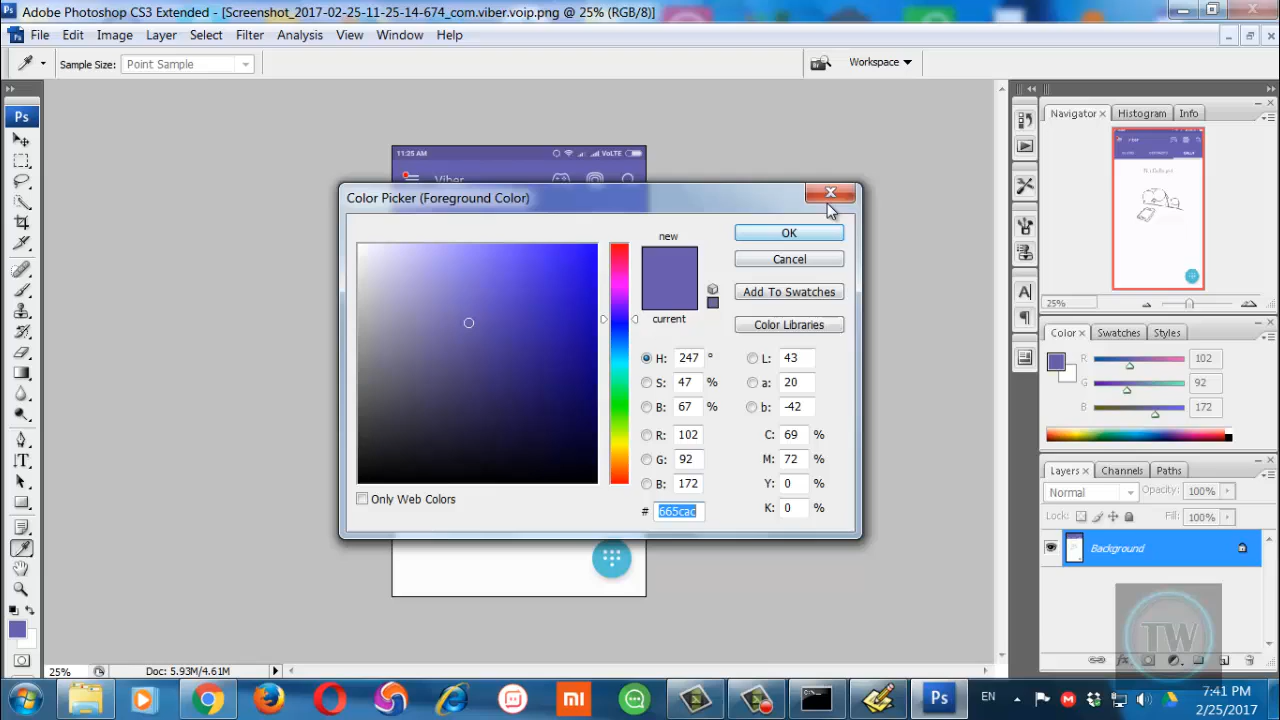 Adobe Photoshop CS3 Extended - [Screenshot_2017-02-25-11-25-14-674_com.viber.voip.png @ 25% (RGB/8)]
Ps File Edit Image Layer Select Filter Analysis View Window Help
Sample Size: Point Sample Workspace
Ps
11:25 AM VoLTE
Viber
Navigator Histogram Info
25%
Color Picker (Foreground Color)
new
current
OK
Cancel
Add To Swatches
Color Libraries
H: 247 ° L: 43
S: 47 % a: 20
B: 67 % b: -42
R: 102 C: 69 %
G: 92 M: 72 %
B: 172 Y: 0 %
# 665cac K: 0 %
Only Web Colors
Color Swatches Styles
R 102
G 92
B 172
Layers Channels Paths
Normal Opacity: 100%
Lock: Fill: 100%
Background
TW
25% Doc: 5.93M/4.61M
Ps EN 7:41 PM
2/25/2017